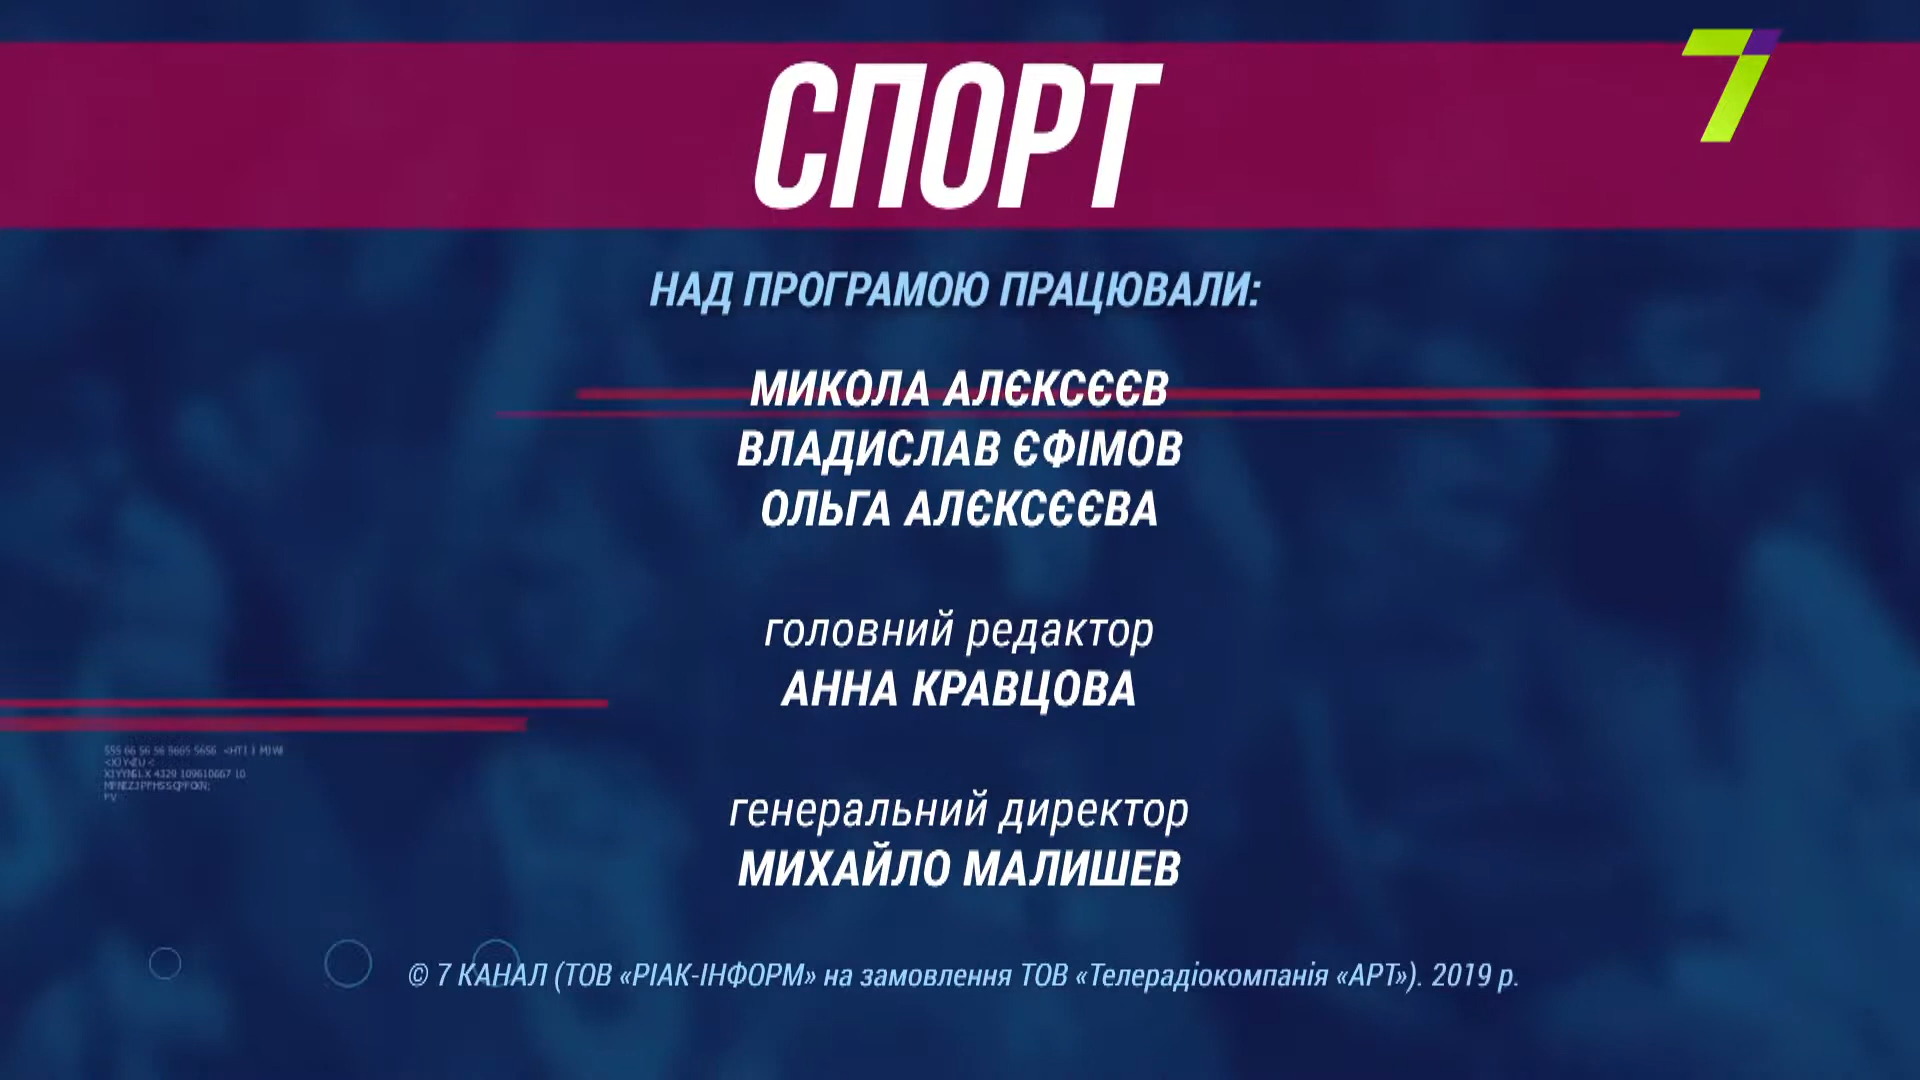 СПОРТ
7
НАД ПРОГРАМОЮ ПРАЦЮВАЛИ:
МИКОЛА АЛЄКСЄЄВ
ВЛАДИСЛАВ ЄФІМОВ
ОЛЬГА АЛЄКСЄЄВА
головний редактор
АННА КРАВЦОВА
генеральний директор
МИХАЙЛО МАЛИШЕВ
© 7 КАНАЛ (ТОВ «РІАК-ІНФОРМ» на замовлення ТОВ «Телерадіокомпанія «АРТ»). 2019 р.